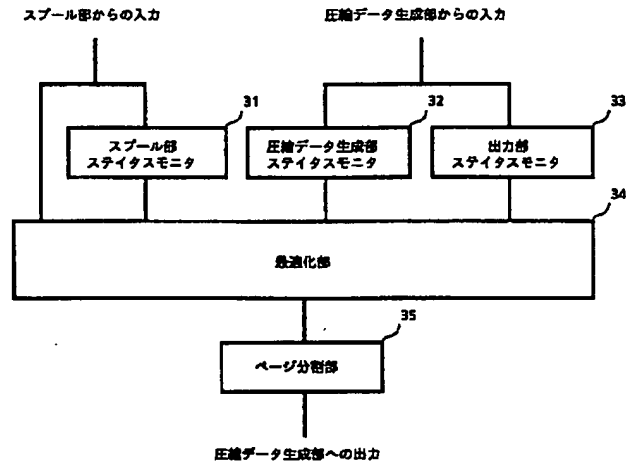 スプール部からの入力
圧縮データ生成部からの入力
31
32
33
スプール部
ステイタスモニタ
圧縮データ生成部
ステイタスモニタ
出力部
ステイタスモニタ
34
最適化部
35
ページ分割部
圧縮データ生成部への出力